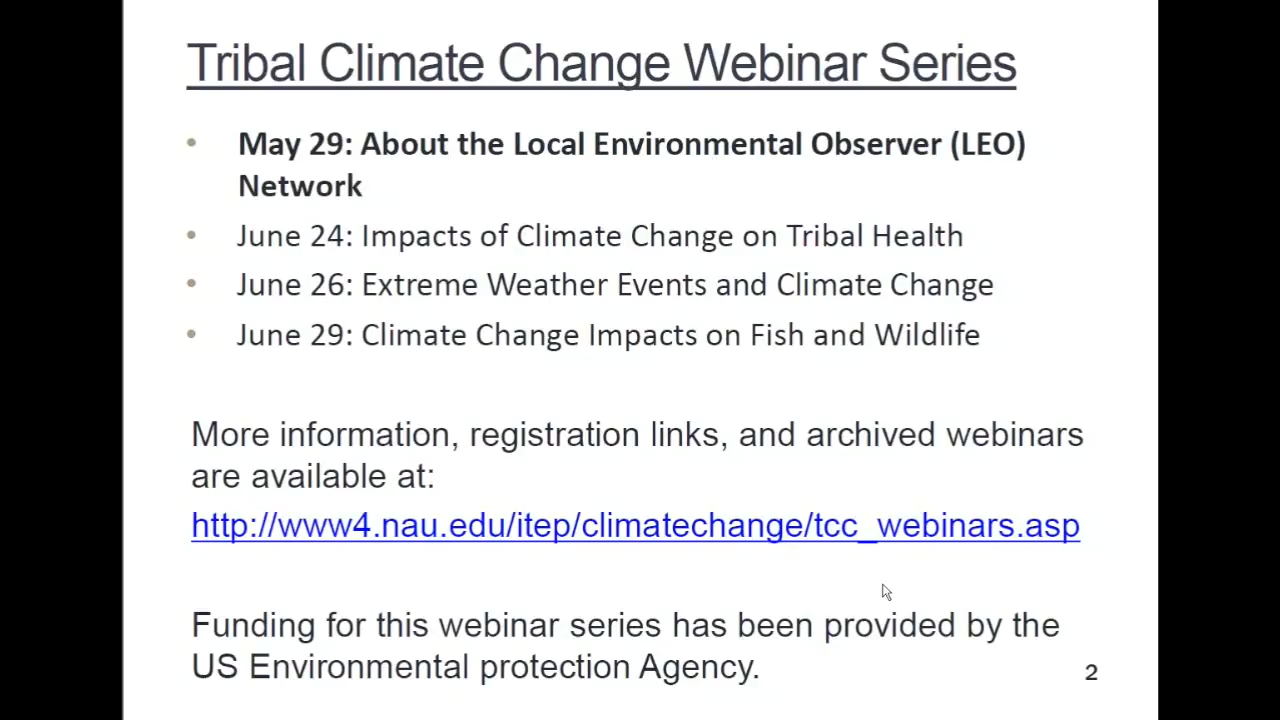 Tribal Climate Change Webinar Series
• May 29: About the Local Environmental Observer (LEO)
Network
• June 24: Impacts of Climate Change on Tribal Health
• June 26: Extreme Weather Events and Climate Change
• June 29: Climate Change Impacts on Fish and Wildlife
More information, registration links, and archived webinars
are available at:
http://www4.nau.edu/itep/climatechange/tcc_webinars.asp
Funding for this webinar series has been provided by the
US Environmental protection Agency.
2